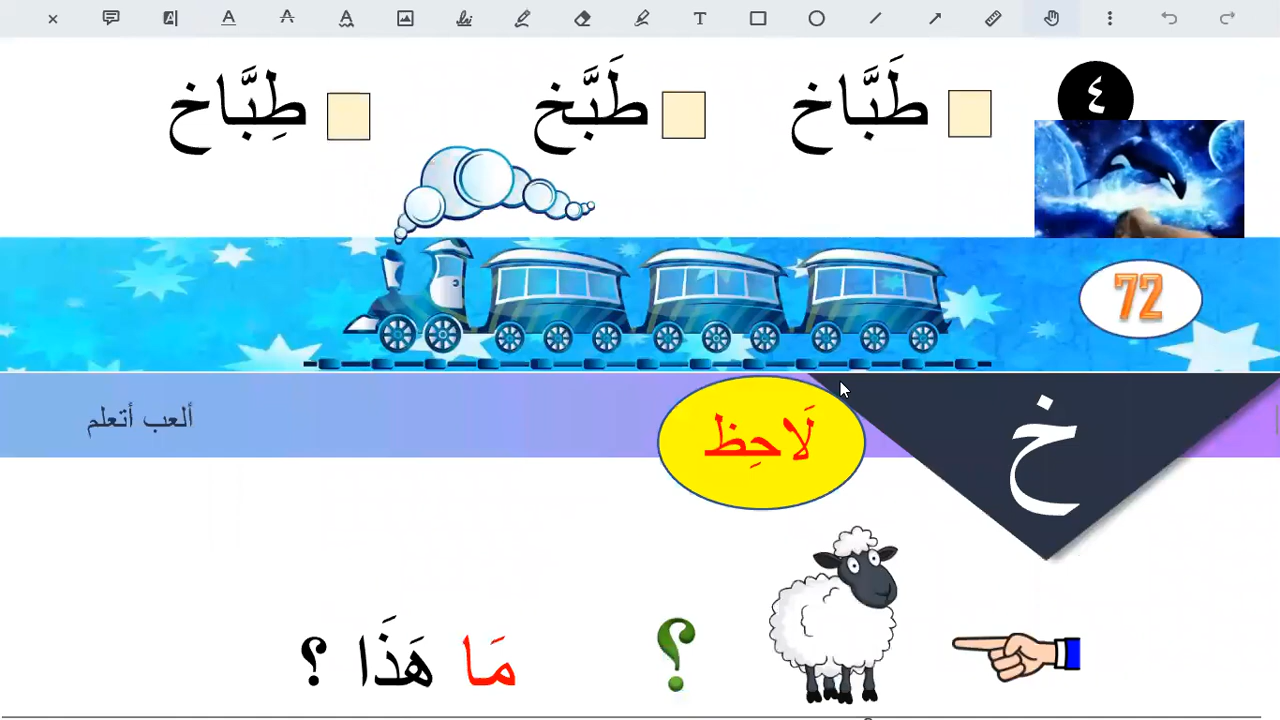 ٤ طَبَّاخ طَبَّخ طِبَّاخ
72
خ
لَاحِظ
ألعب أتعلم
؟
مَا هَذَا ؟